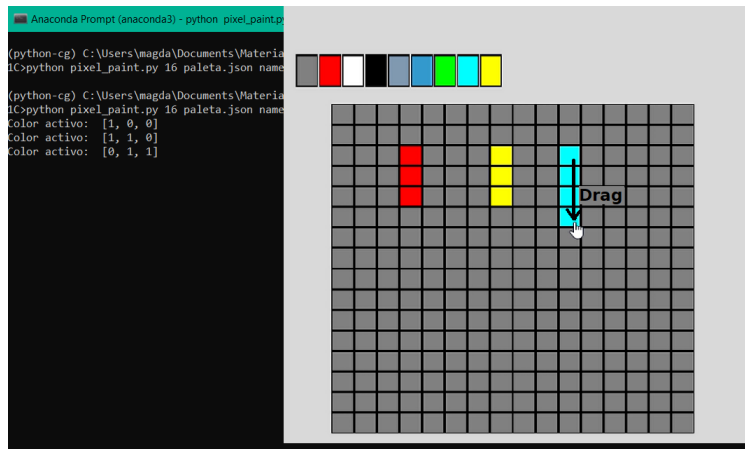 Anaconda Prompt (anaconda3) - python pixel_paint.py
(python-cg) C:\Users\magda\Documents\Materia
1C>python pixel_paint.py 16 paleta.json name
(python-cg) C:\Users\magda\Documents\Materia
1C>python pixel_paint.py 16 paleta.json name
Color activo: [1, 0, 0]
Color activo: [1, 1, 0]
Color activo: [0, 1, 1]
Drag